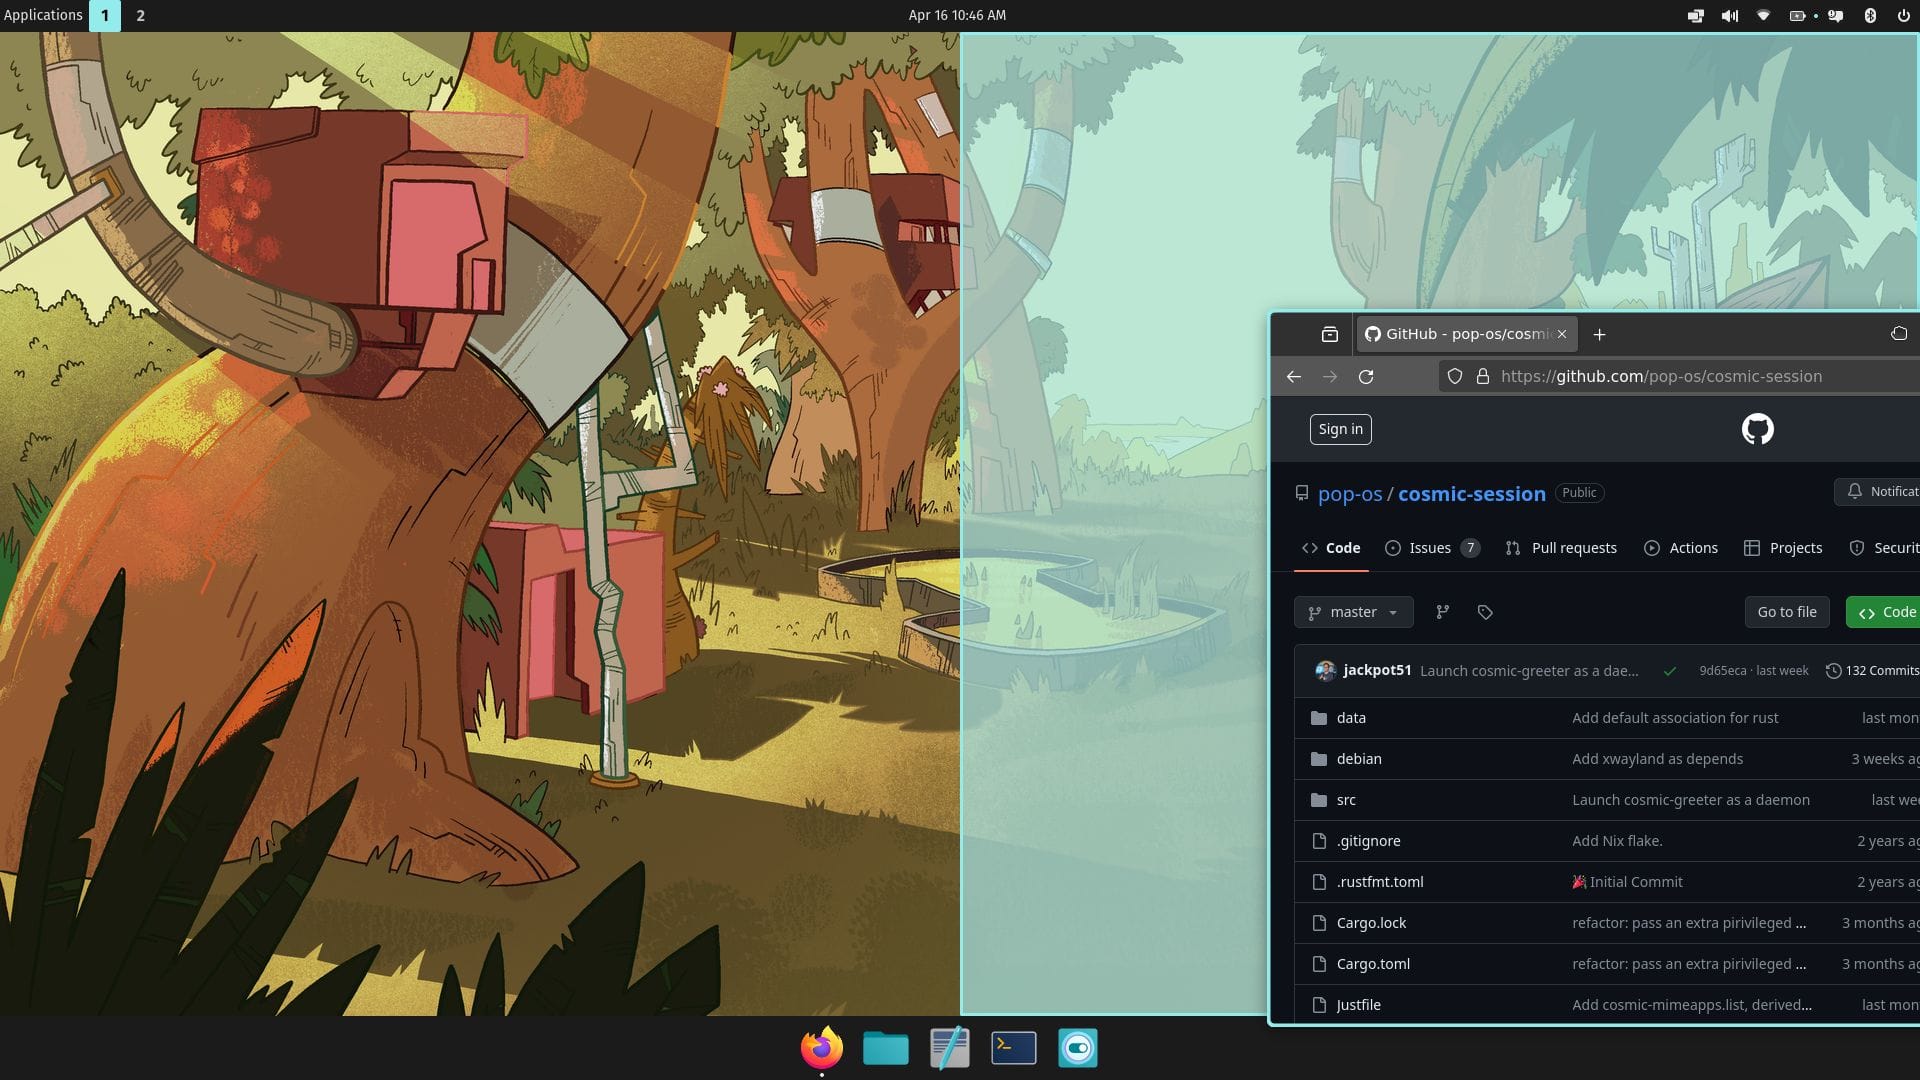 Applications 1 2 Apr 16 10:46 AM
GitHub - pop-os/cosmic
https://github.com/pop-os/cosmic-session
Sign in
pop-os / cosmic-session Public Notificat
Code Issues 7 Pull requests Actions Projects Securit
master Go to file Code
jackpot51 Launch cosmic-greeter as a dae... 9d65eca · last week 132 Commits
data Add default association for rust last mon
debian Add xwayland as depends 3 weeks ag
src Launch cosmic-greeter as a daemon last wee
.gitignore Add Nix flake. 2 years ag
.rustfmt.toml 🎉 Initial Commit 2 years ag
Cargo.lock refactor: pass an extra pirivileged ... 3 months ag
Cargo.toml refactor: pass an extra pirivileged ... 3 months ag
Justfile Add cosmic-mimeapps.list, derived... last mon